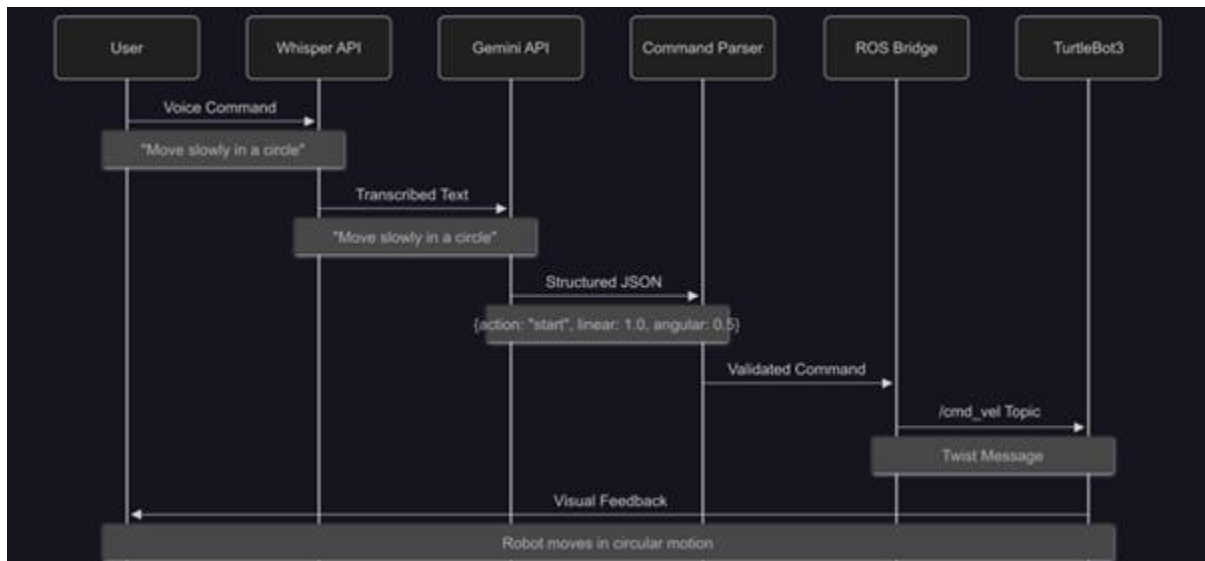 User
Whisper API
Gemini API
Command Parser
ROS Bridge
TurtleBot3
Voice Command
"Move slowly in a circle"
Transcribed Text
"Move slowly in a circle"
Structured JSON
{action: "start", linear: 1.0, angular: 0.5}
Validated Command
/cmd_vel Topic
Twist Message
Visual Feedback
Robot moves in circular motion